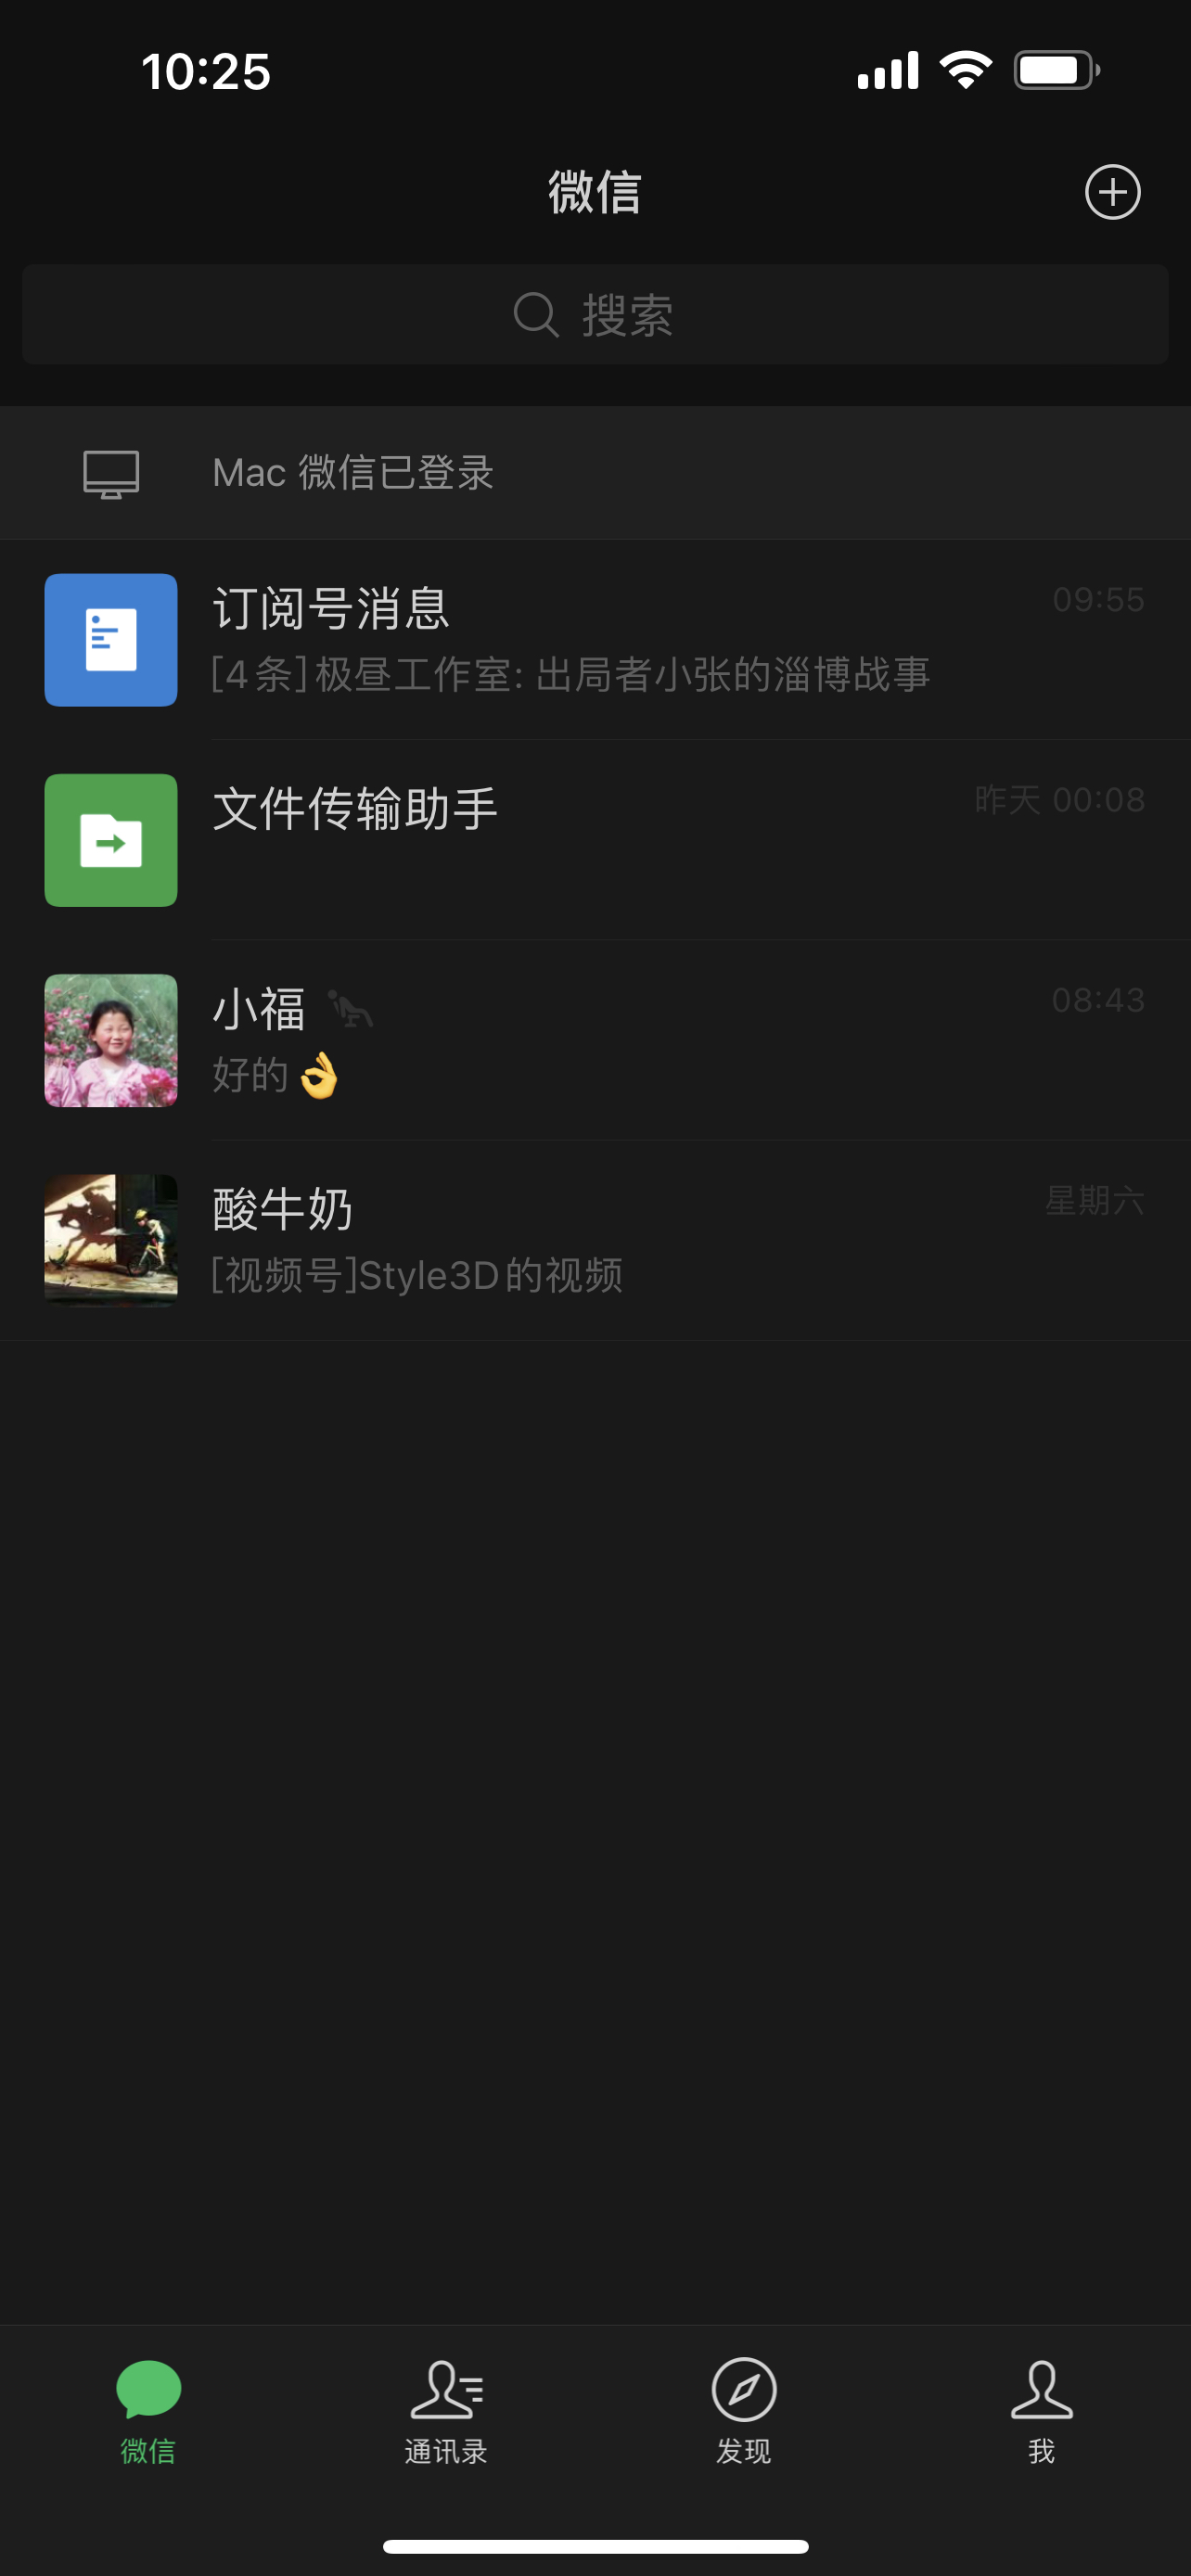 10:25
微信
搜索
Mac 微信已登录
订阅号消息
09:55
[4条]极昼工作室: 出局者小张的淄博战事
文件传输助手
昨天 00:08
小福
08:43
好的👌
酸牛奶
星期六
[视频号]Style3D的视频
微信
通讯录
发现
我